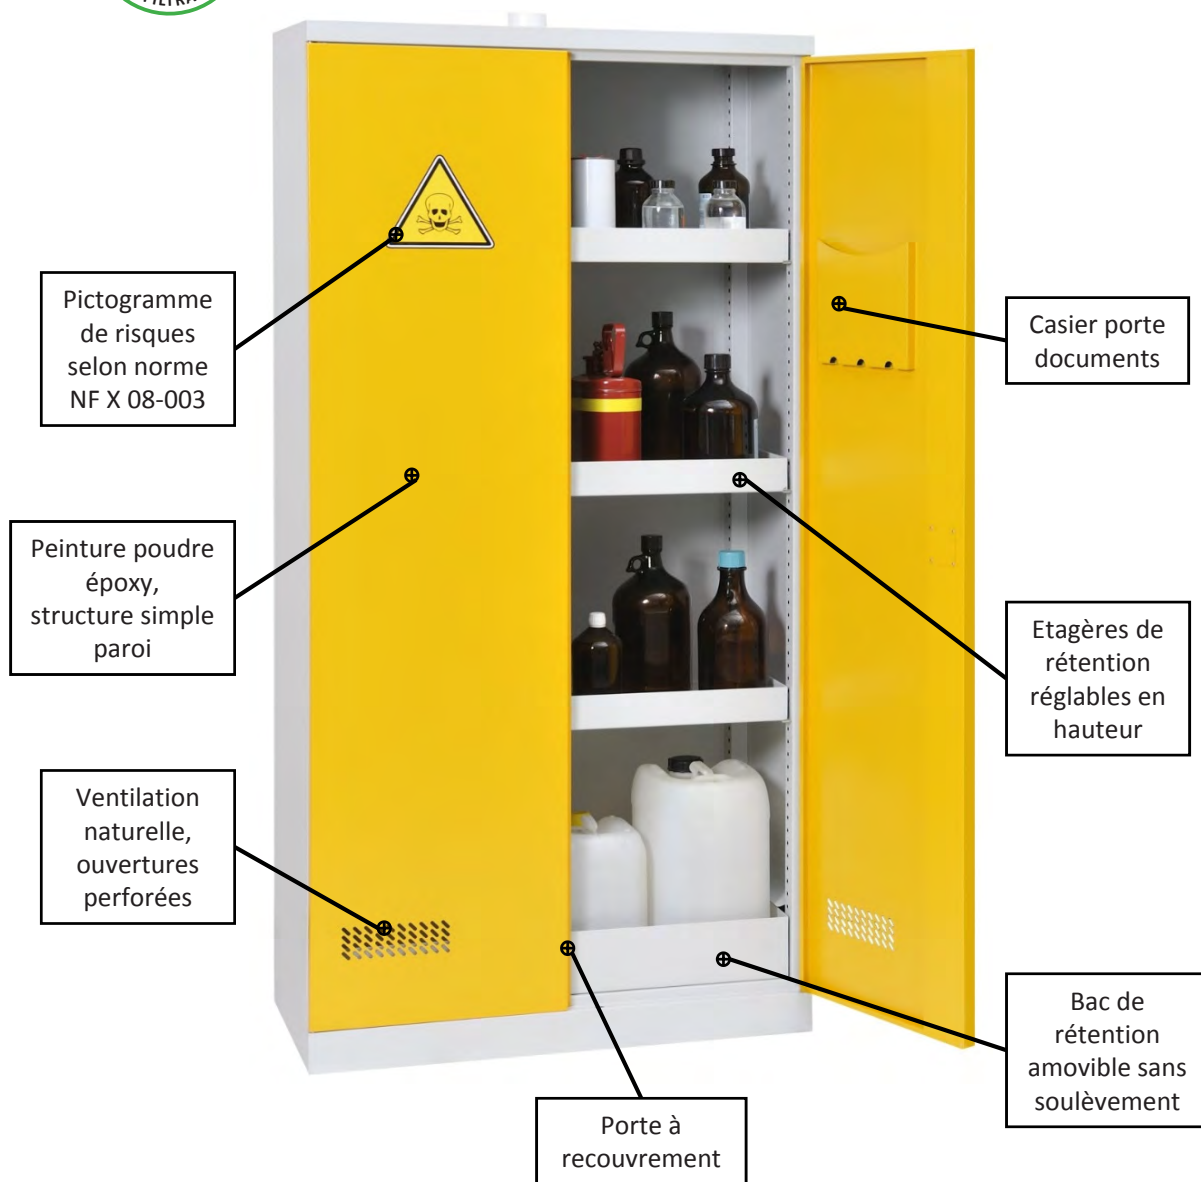 Pictogramme
de risques
selon norme
NF X 08-003
Casier porte
documents
Peinture poudre
époxy,
structure simple
paroi
Etagères de
rétention
réglables en
hauteur
Ventilation
naturelle,
ouvertures
perforées
Bac de
rétention
amovible sans
soulèvement
Porte à
recouvrement